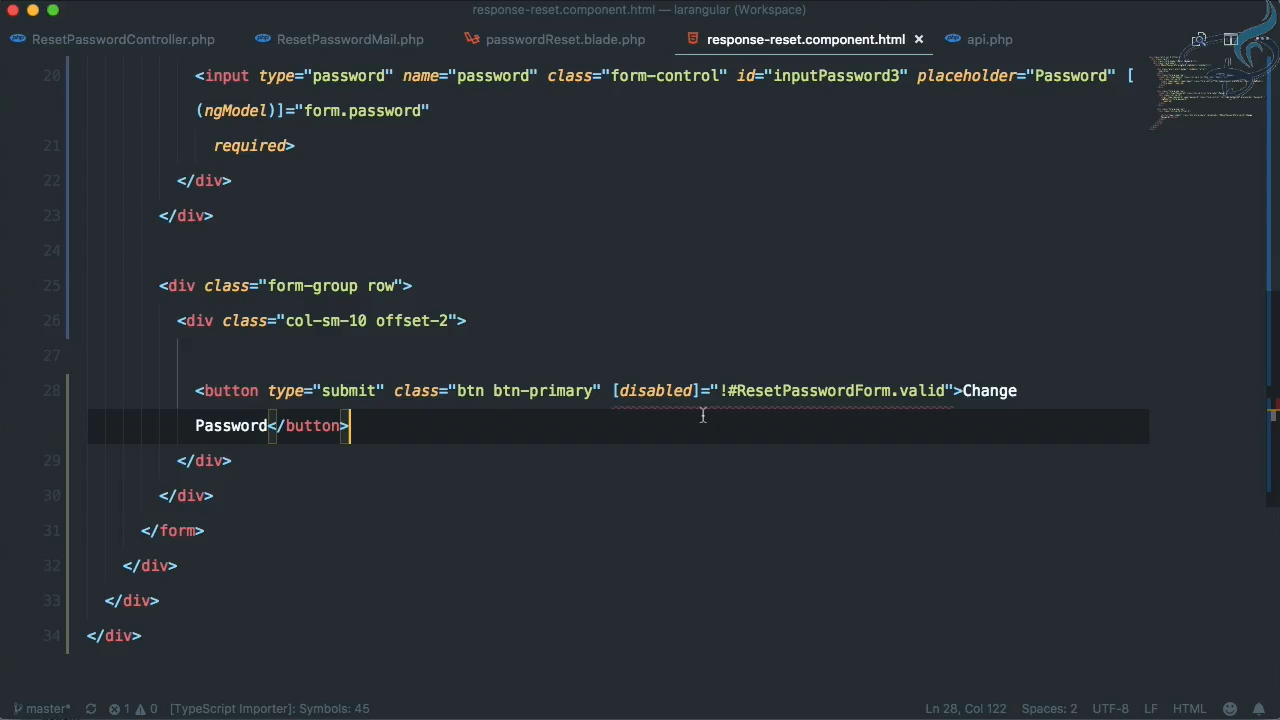 response-reset.component.html — larangular (Workspace)
php ResetPasswordController.php php ResetPasswordMail.php passwordReset.blade.php response-reset.component.html × php api.php
20 <input type="password" name="password" class="form-control" id="inputPassword3" placeholder="Password" [
(ngModel)]="form.password"
21 required>
22 </div>
23 </div>
24
25 <div class="form-group row">
26 <div class="col-sm-10 offset-2">
27
28 <button type="submit" class="btn btn-primary" [disabled]="!#ResetPasswordForm.valid">Change
Password</button>
29 </div>
30 </div>
31 </form>
32 </div>
33 </div>
34 </div>
master* 1 0 [TypeScript Importer]: Symbols: 45 Ln 28, Col 122 Spaces: 2 UTF-8 LF HTML